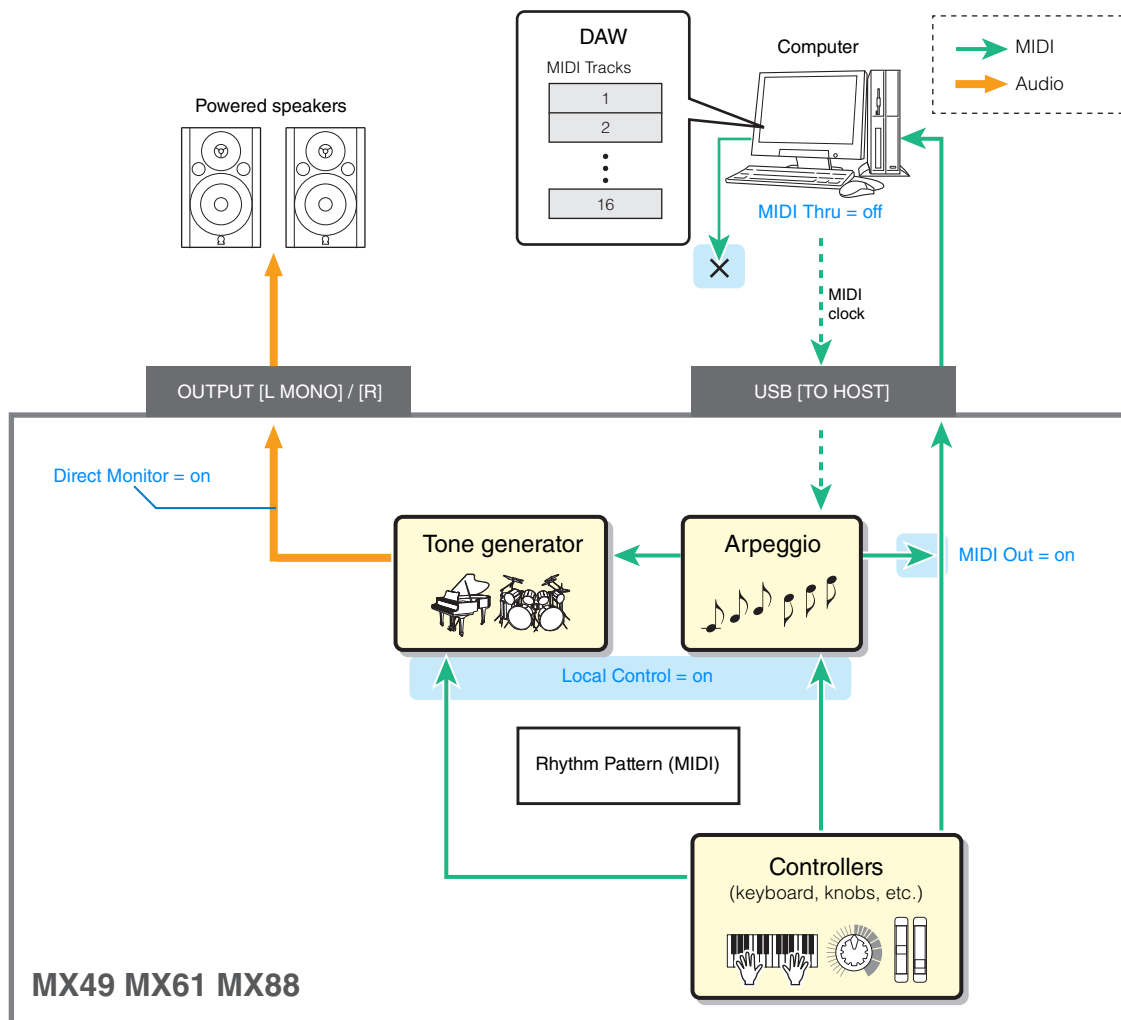 DAW
MIDI Tracks
1
2
16
Computer
MIDI
Audio
Powered speakers
MIDI Thru = off
MIDI
clock
OUTPUT [L MONO] / [R]
USB [TO HOST]
Direct Monitor = on
Tone generator
Arpeggio
MIDI Out = on
Local Control = on
Rhythm Pattern (MIDI)
Controllers
(keyboard, knobs, etc.)
MX49 MX61 MX88